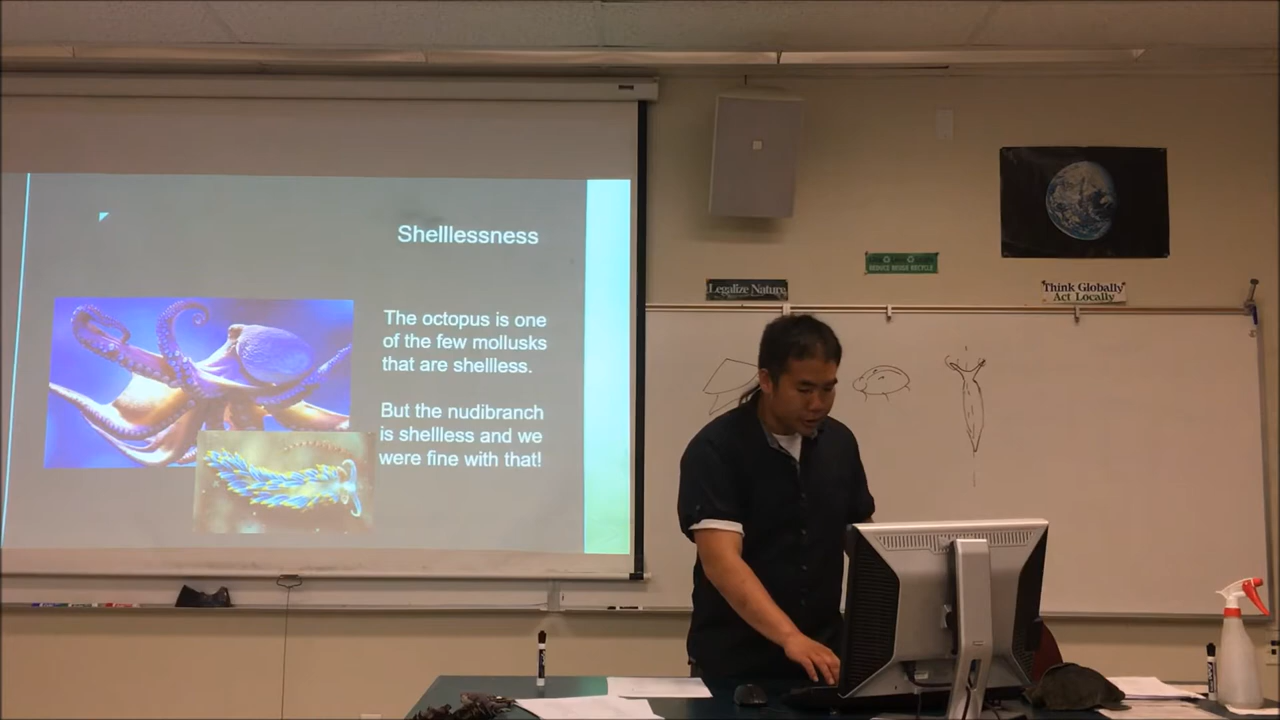 Shelllessness
The octopus is one
of the few mollusks
that are shellless.
But the nudibranch
is shellless and we
were fine with that!
Legalize Nature
REDUCE REUSE RECYCLE
Think Globally
Act Locally